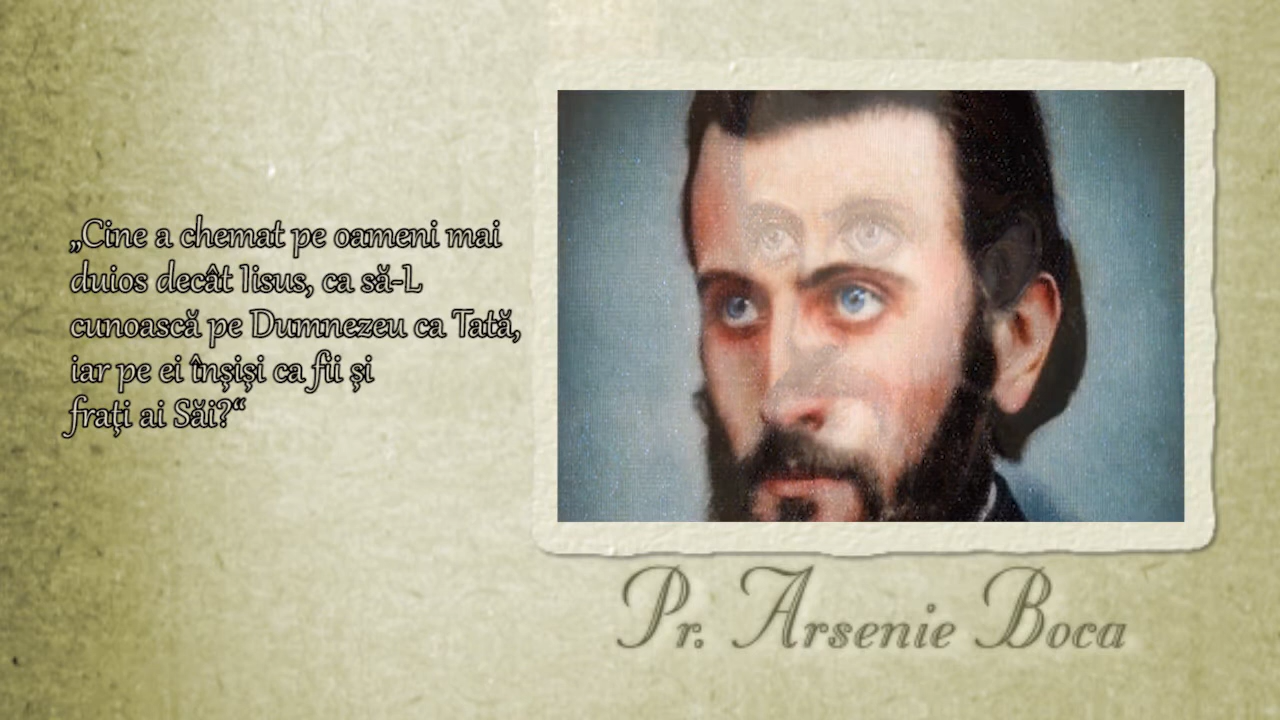 „Cine a chemat pe oameni mai
duios decât Iisus, ca să-L
cunoască pe Dumnezeu ca Tată,
iar pe ei înșiși ca fii și
frați ai Săi?“
Pr. Arsenie Boca